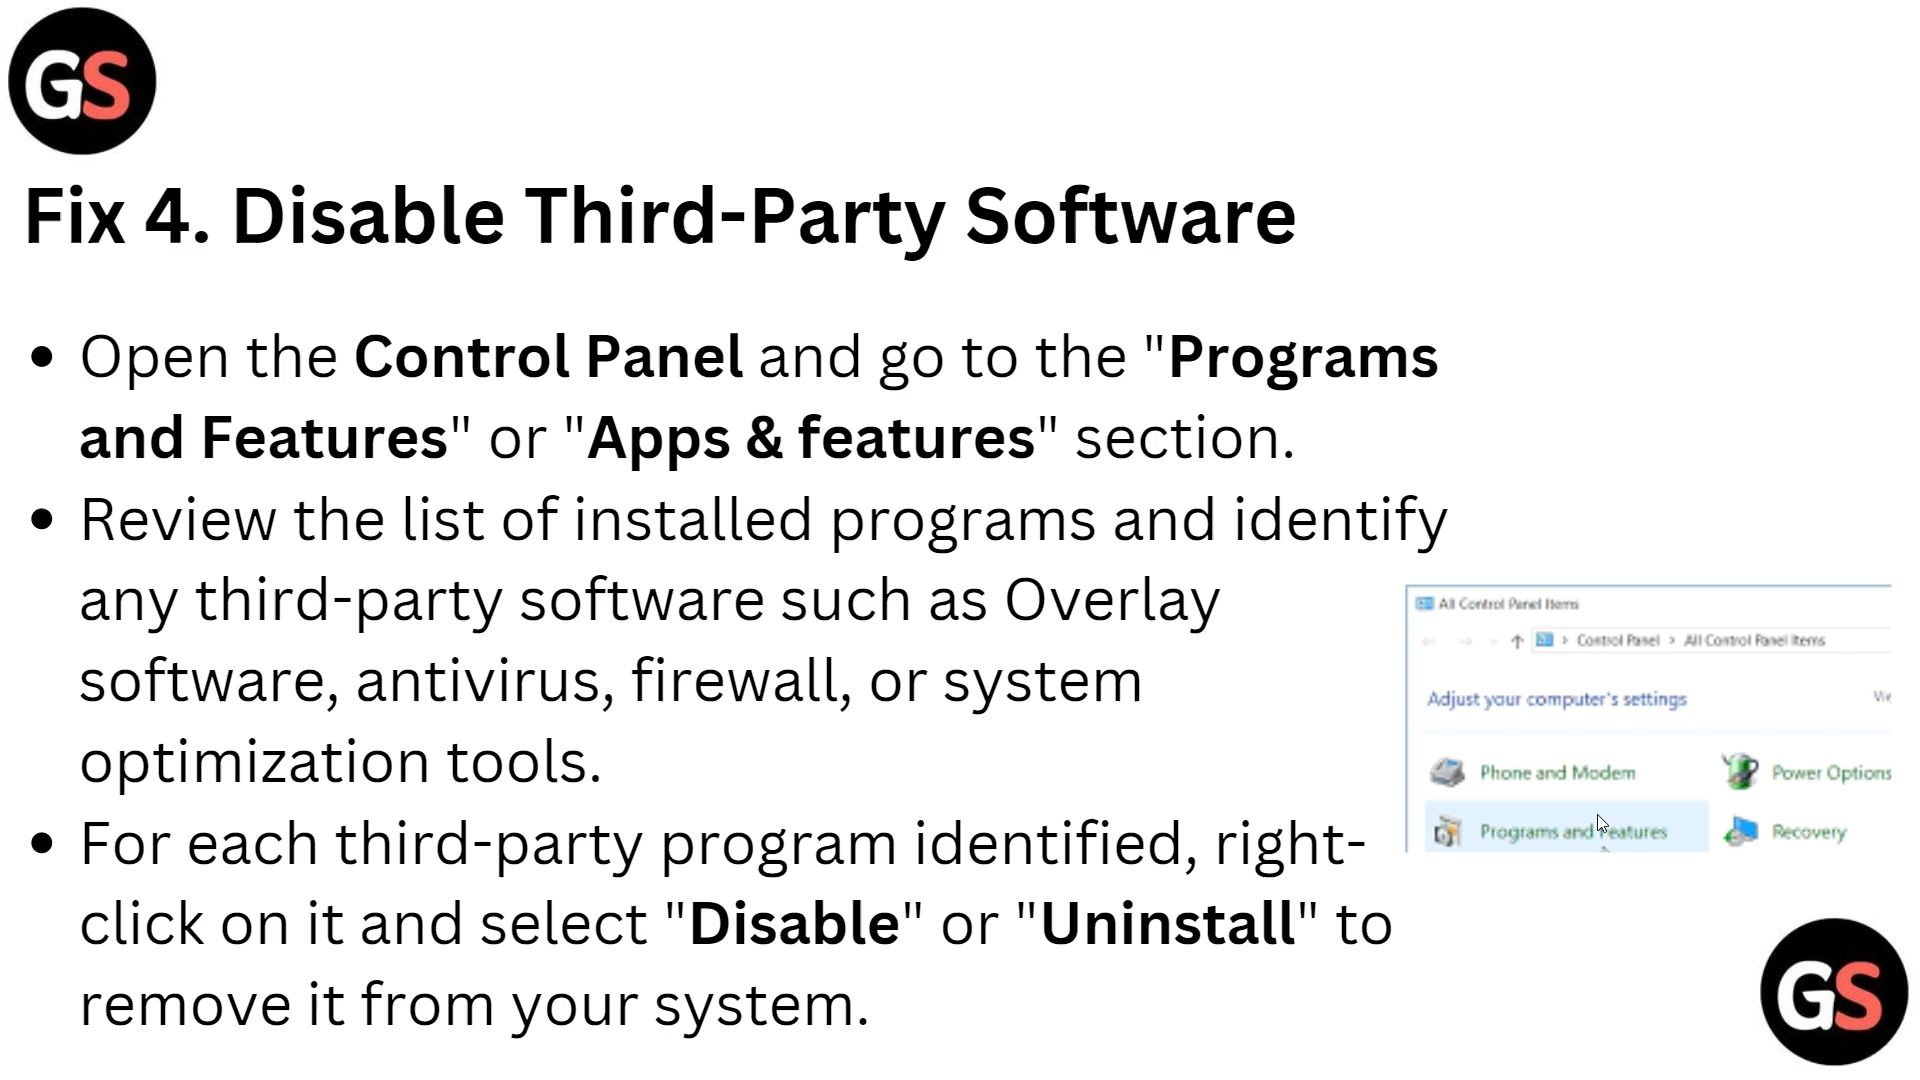 GS
Fix 4. Disable Third-Party Software
• Open the Control Panel and go to the "Programs
and Features" or "Apps & features" section.
• Review the list of installed programs and identify
any third-party software such as Overlay
software, antivirus, firewall, or system
optimization tools.
• For each third-party program identified, right-
click on it and select "Disable" or "Uninstall" to
remove it from your system.
All Control Panel Items
Control Panel > All Control Panel Items
Adjust your computer's settings
Phone and Modem
Power Options
Programs and Features
Recovery
GS